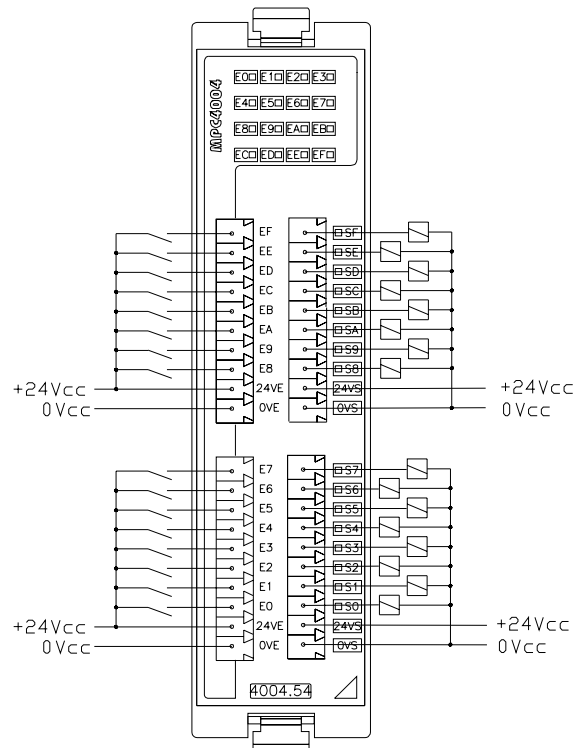 E0 E1 E2 E3
E4 E5 E6 E7
E8 E9 EA EB
EC ED EE EF
MPC4004
EF SF
EE SE
ED SD
EC SC
EB SB
EA SA
E9 S9
E8 S8
+24Vcc 24VE 24VS +24Vcc
0Vcc 0VE 0VS 0Vcc
E7 S7
E6 S6
E5 S5
E4 S4
E3 S3
E2 S2
E1 S1
E0 S0
+24Vcc 24VE 24VS +24Vcc
0Vcc 0VE 0VS 0Vcc
4004.54